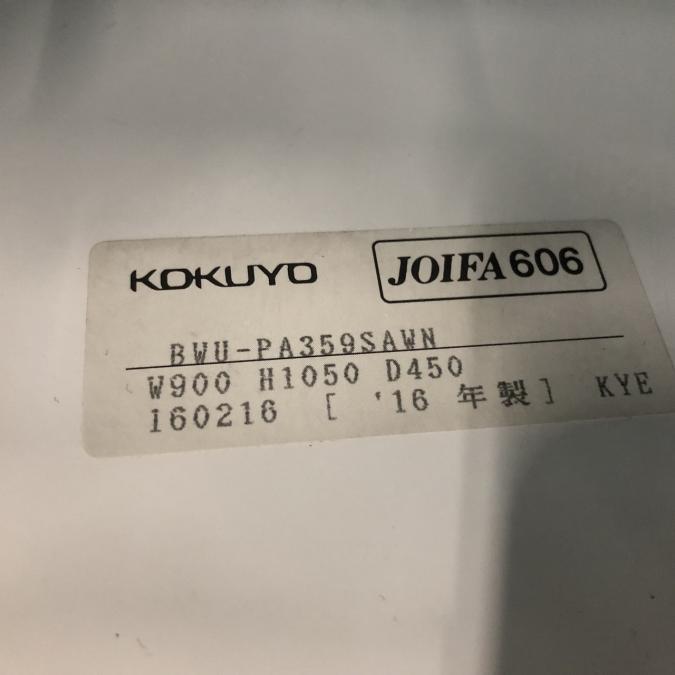 KOKUYO JOIFA606
BWU-PA359SAWN
W900 H1050 D450
160216 [ '16 年製] KYE